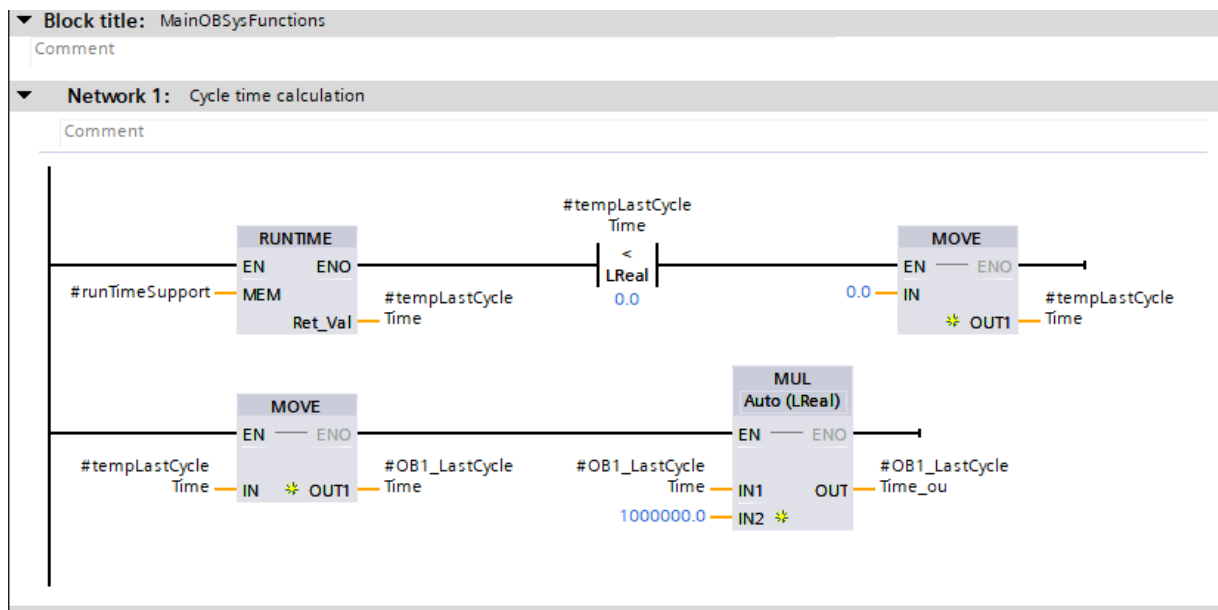 Block title: MainOBSysFunctions
Comment
Network 1: Cycle time calculation
Comment
#tempLastCycle
Time
RUNTIME
<
MOVE
EN ENO
LReal
EN ENO
#runTimeSupport MEM
#tempLastCycle
0.0
0.0 IN
#tempLastCycle
Ret_Val Time
OUT1 Time
MUL
MOVE
Auto (LReal)
EN ENO
EN ENO
#tempLastCycle
#OB1_LastCycle
#OB1_LastCycle
#OB1_LastCycle
Time IN OUT1 Time
Time IN1 OUT Time_ou
1000000.0 IN2